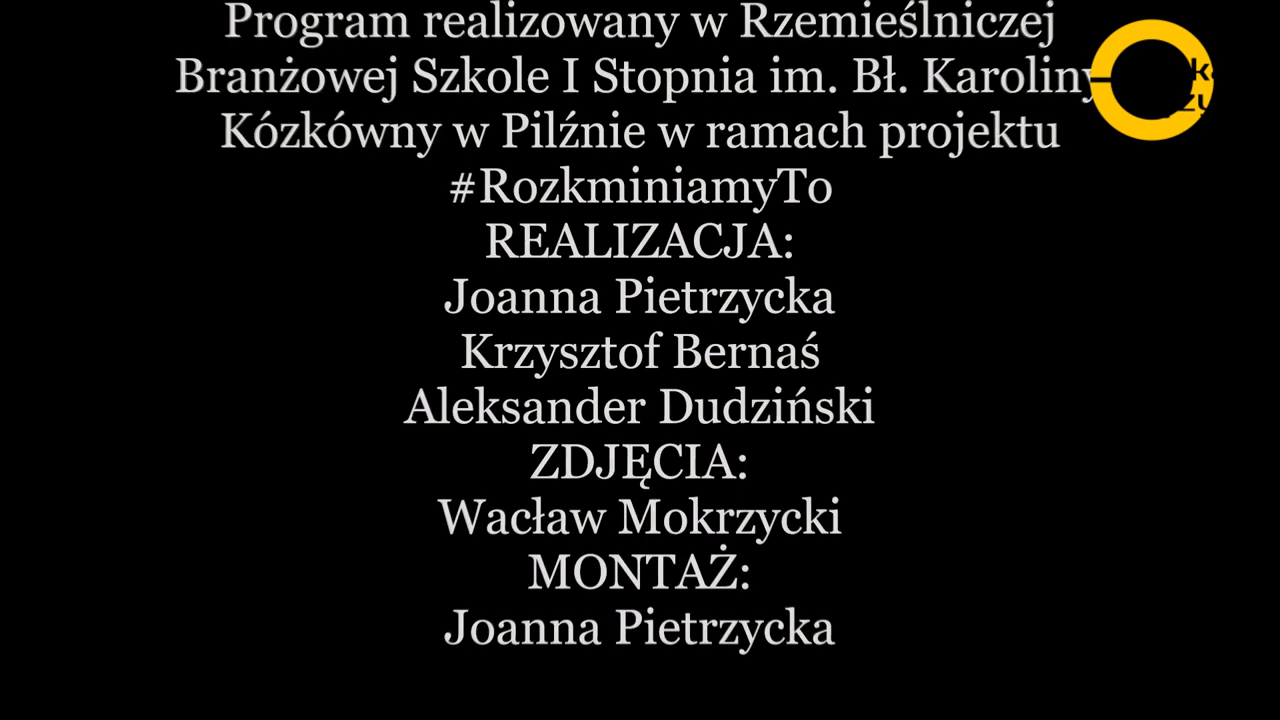 Program realizowany w Rzemieślniczej
Branżowej Szkole I Stopnia im. Bł. Karoliny
Kózkówny w Pilźnie w ramach projektu
#RozkminiamyTo
REALIZACJA:
Joanna Pietrzycka
Krzysztof Bernaś
Aleksander Dudziński
ZDJĘCIA:
Wacław Mokrzycki
MONTAŻ:
Joanna Pietrzycka